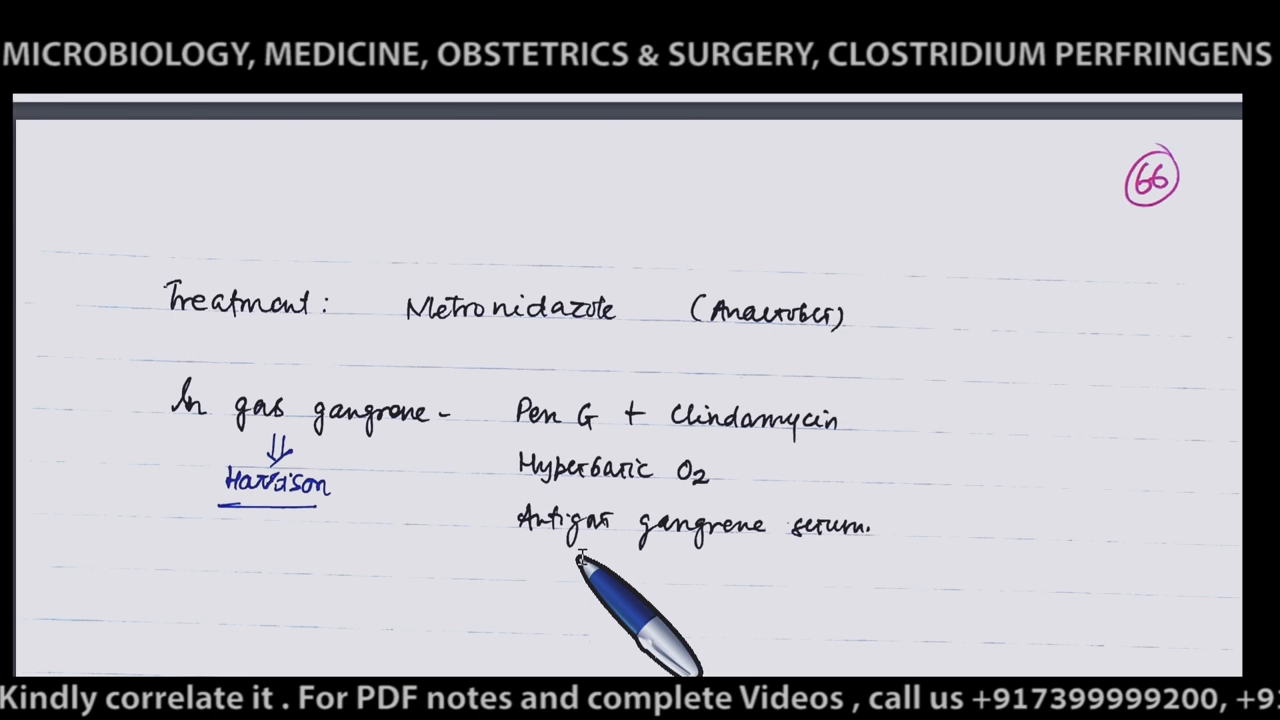 MICROBIOLOGY, MEDICINE, OBSTETRICS & SURGERY, CLOSTRIDIUM PERFRINGENS
66
Treatment: Metronidazole (Anaerobes)
In gas gangrene - Pen G + Clindamycin
Harrison Hyperbaric O2
Antigas gangrene serum.
Kindly correlate it . For PDF notes and complete Videos , call us +917399999200, +91